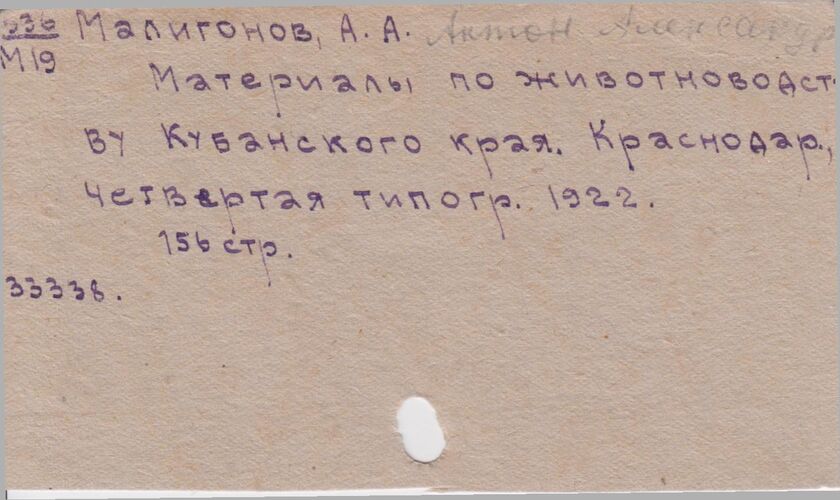 636 Малигонов, А. А. Антон Александр
М19
Материалы по животноводст-
ву Кубанского края. Краснодар.,
Четвертая типогр. 1922.
156 стр.
33338.